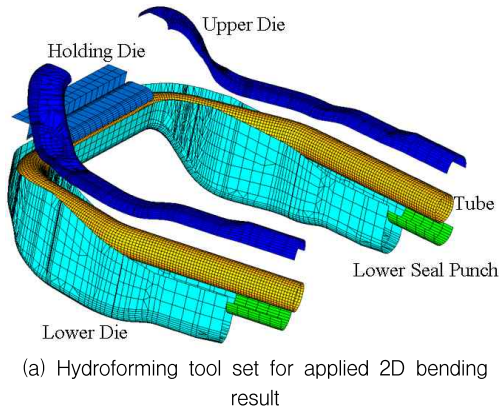 Upper Die
Holding Die
Tube
Lower Seal Punch
Lower Die
(a) Hydroforming tool set for applied 2D bending
result